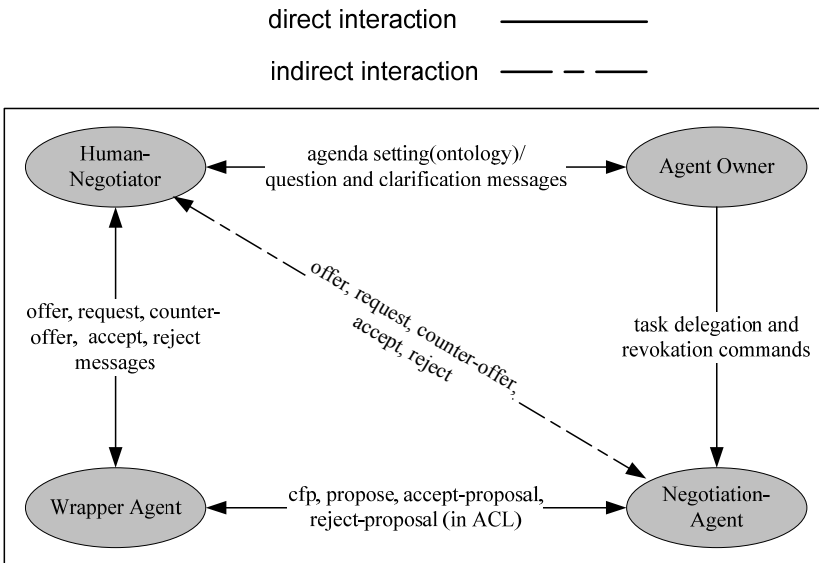 direct interaction
indirect interaction
Human-
Negotiator
agenda setting(ontology)/
question and clarification messages
Agent Owner
offer, request, counter-
offer, accept, reject
messages
offer, request, counter-offer,
accept, reject
task delegation and
revokation commands
Wrapper Agent
cfp, propose, accept-proposal,
reject-proposal (in ACL)
Negotiation-
Agent